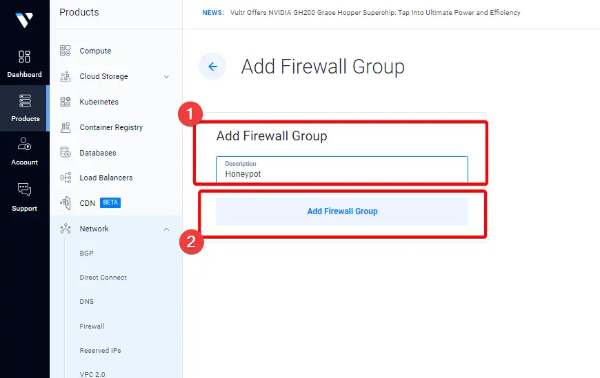 Products
NEWS: Vultr Offers NVIDIA GH200 Grace Hopper Superchip: Tap Into Ultimate Power and Efficiency
Dashboard
Products
Account
Support
Compute
Cloud Storage
Kubernetes
Container Registry
Databases
Load Balancers
CDN BETA
Network
BGP
Direct Connect
DNS
Firewall
Reserved IPs
VPC 2.0
Add Firewall Group
1
Add Firewall Group
Description
Honeypot
Add Firewall Group
2